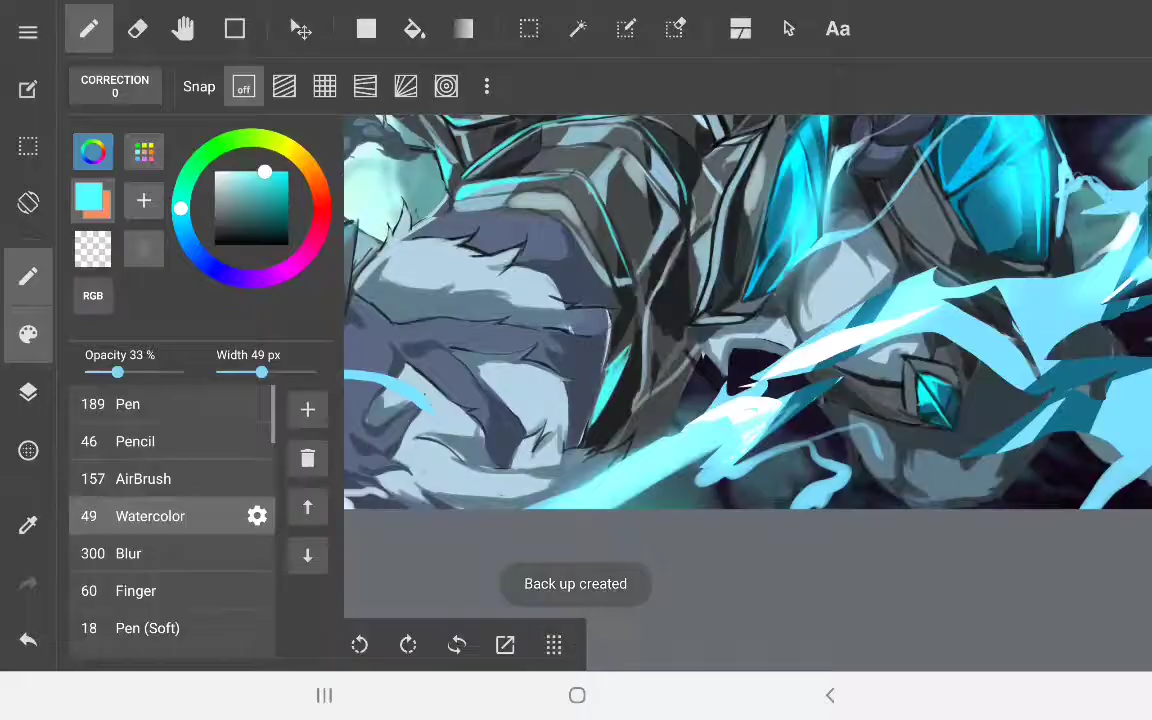 Aa
CORRECTION
0
Snap
off
RGB
Opacity 33 %
Width 49 px
189 Pen
46 Pencil
157 AirBrush
49 Watercolor
300 Blur
60 Finger
18 Pen (Soft)
Back up created